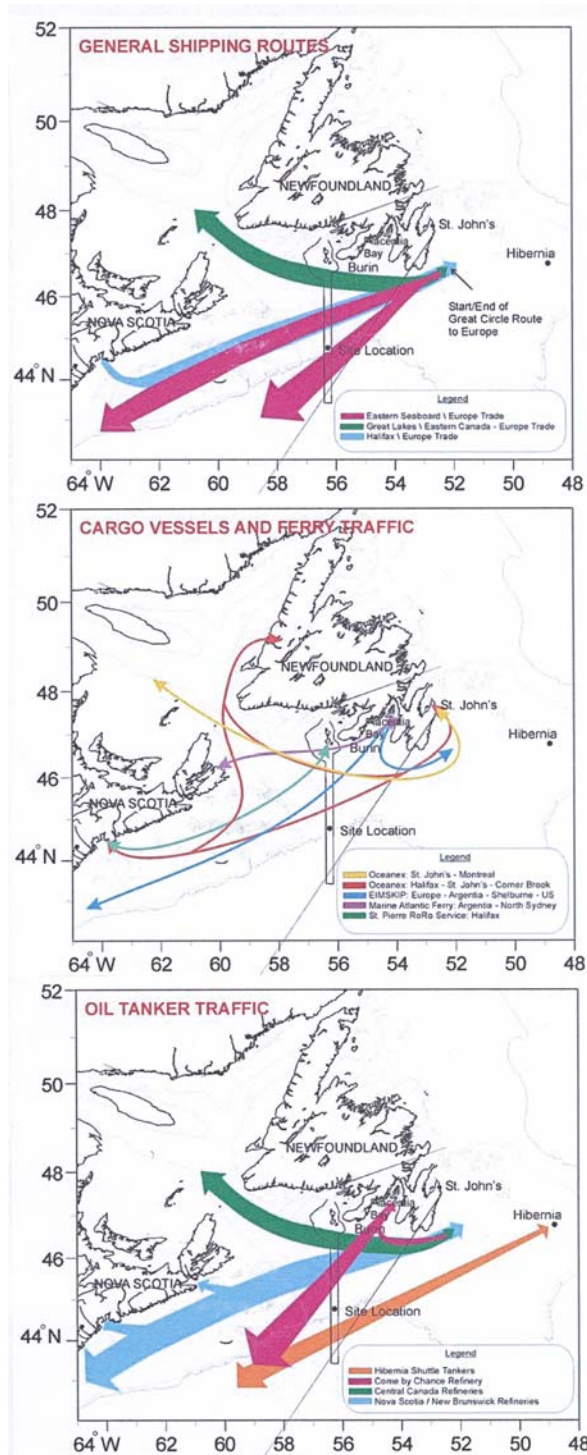 GENERAL SHIPPING ROUTES
52
50
48
46
44°N
NEWFOUNDLAND
Placentia
Bay
Burin
St. John's
Hibernia
NOVA SCOTIA
Start/End of
Great Circle Route
to Europe
Site Location
Legend
Eastern Seaboard \ Europe Trade
Great Lakes \ Eastern Canada - Europe Trade
Halifax \ Europe Trade
64°W 62 60 58 56 54 52 50 48
CARGO VESSELS AND FERRY TRAFFIC
52
50
48
46
44°N
NEWFOUNDLAND
Placentia
Bay
Burin
St. John's
Hibernia
NOVA SCOTIA
Site Location
Legend
Oceanex: St. John's - Montreal
Oceanex: Halifax - St. John's - Corner Brook
EIMSKIP: Europe - Argentia - Shelburne - US
Marine Atlantic Ferry: Argentia - North Sydney
St. Pierre RoRo Service: Halifax
64°W 62 60 58 56 54 52 50 48
OIL TANKER TRAFFIC
52
50
48
46
44°N
NEWFOUNDLAND
Placentia
Bay
Burin
St. John's
Hibernia
NOVA SCOTIA
Site Location
Legend
Hibernia Shuttle Tankers
Come by Chance Refinery
Central Canada Refineries
Nova Scotia / New Brunswick Refineries
64°W 62 60 58 56 54 52 50 48